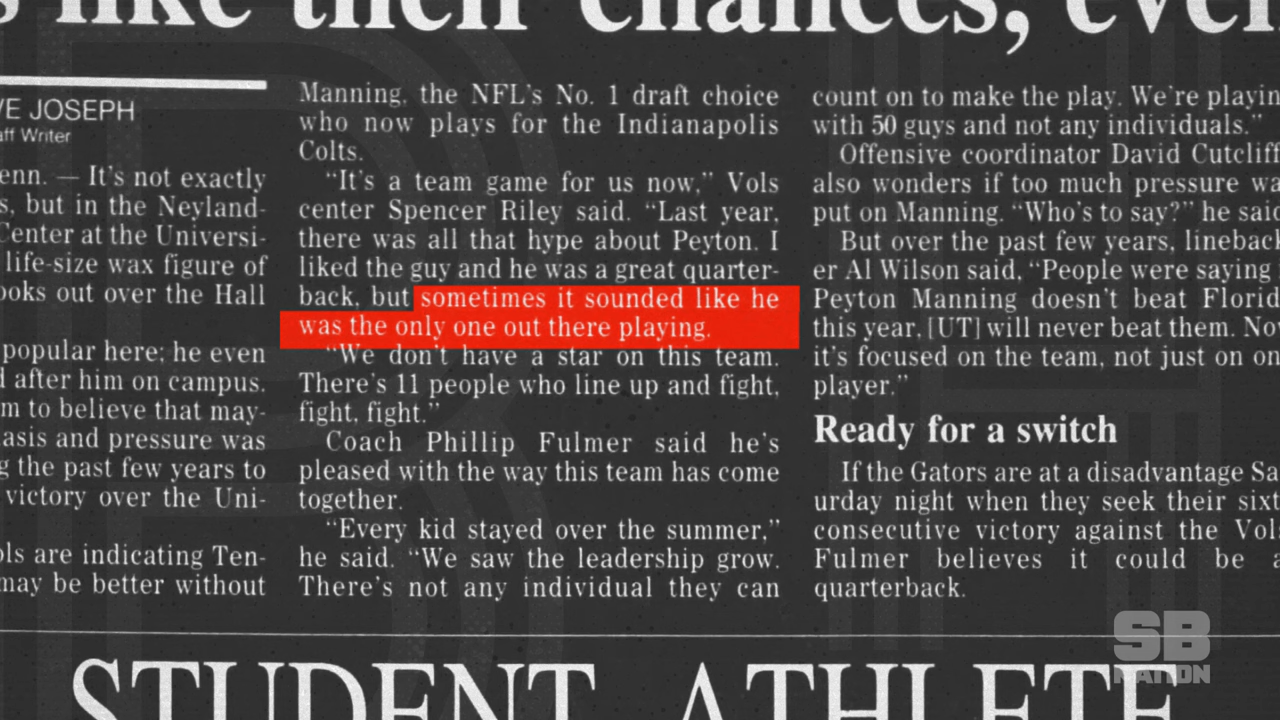 like their chances, even
VE JOSEPH
aff Writer
enn. — It's not exactly
s, but in the Neyland-
Center at the Universi-
life-size wax figure of
ooks out over the Hall
popular here; he even
d after him on campus.
m to believe that may-
asis and pressure was
g the past few years to
victory over the Uni-
ols are indicating Ten-
may be better without
Manning, the NFL's No. 1 draft choice
who now plays for the Indianapolis
Colts.
"It's a team game for us now," Vols
center Spencer Riley said. "Last year,
there was all that hype about Peyton. I
liked the guy and he was a great quarter-
back, but sometimes it sounded like he
was the only one out there playing.
"We don't have a star on this team.
There's 11 people who line up and fight,
fight, fight."
Coach Phillip Fulmer said he's
pleased with the way this team has come
together.
"Every kid stayed over the summer,"
he said. "We saw the leadership grow.
There's not any individual they can
count on to make the play. We're playin
with 50 guys and not any individuals."
Offensive coordinator David Cutcliff
also wonders if too much pressure wa
put on Manning. "Who's to say?" he said
But over the past few years, lineback
er Al Wilson said, "People were saying
Peyton Manning doesn't beat Florid
this year, [UT] will never beat them. No
it's focused on the team, not just on on
player."
Ready for a switch
If the Gators are at a disadvantage Sa
urday night when they seek their sixt
consecutive victory against the Vols
Fulmer believes it could be a
quarterback.
STUDENT ATHLETE
SB
NATION